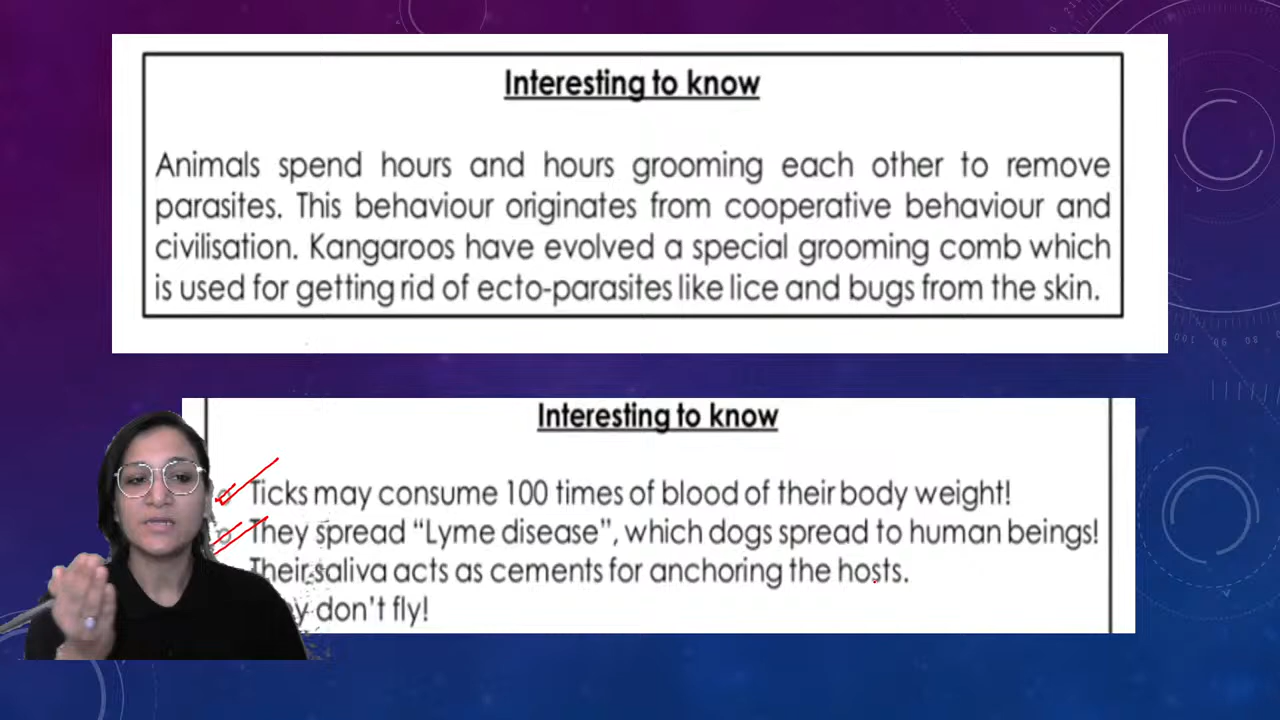 Interesting to know
Animals spend hours and hours grooming each other to remove
parasites. This behaviour originates from cooperative behaviour and
civilisation. Kangaroos have evolved a special grooming comb which
is used for getting rid of ecto-parasites like lice and bugs from the skin.
Interesting to know
Ticks may consume 100 times of blood of their body weight!
They spread “Lyme disease”, which dogs spread to human beings!
Their saliva acts as cements for anchoring the hosts.
don’t fly!